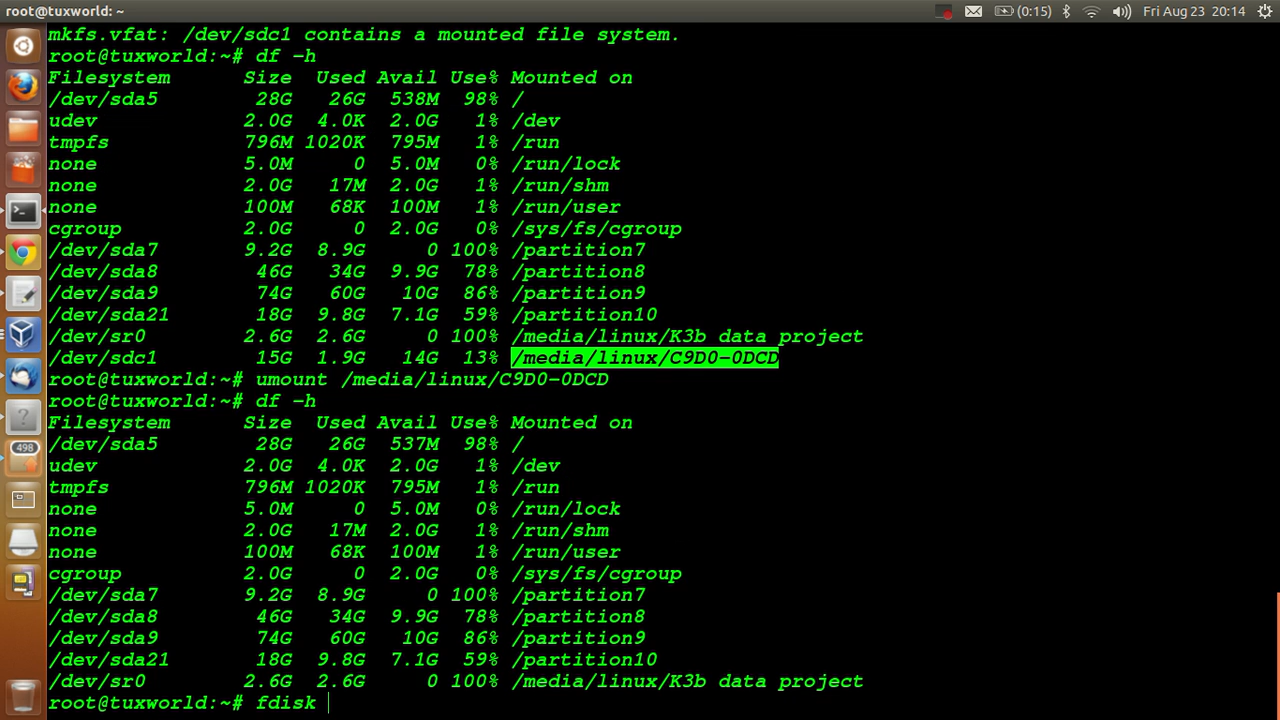 root@tuxworld: ~
(0:15) Fri Aug 23 20:14
mkfs.vfat: /dev/sdc1 contains a mounted file system.
root@tuxworld:~# df -h
Filesystem Size Used Avail Use% Mounted on
/dev/sda5 28G 26G 538M 98% /
udev 2.0G 4.0K 2.0G 1% /dev
tmpfs 796M 1020K 795M 1% /run
none 5.0M 0 5.0M 0% /run/lock
none 2.0G 17M 2.0G 1% /run/shm
none 100M 68K 100M 1% /run/user
cgroup 2.0G 0 2.0G 0% /sys/fs/cgroup
/dev/sda7 9.2G 8.9G 0 100% /partition7
/dev/sda8 46G 34G 9.9G 78% /partition8
/dev/sda9 74G 60G 10G 86% /partition9
/dev/sda21 18G 9.8G 7.1G 59% /partition10
/dev/sr0 2.6G 2.6G 0 100% /media/linux/K3b data project
/dev/sdc1 15G 1.9G 14G 13% /media/linux/C9D0-0DCD
root@tuxworld:~# umount /media/linux/C9D0-0DCD
root@tuxworld:~# df -h
Filesystem Size Used Avail Use% Mounted on
/dev/sda5 28G 26G 537M 98% /
udev 2.0G 4.0K 2.0G 1% /dev
tmpfs 796M 1020K 795M 1% /run
none 5.0M 0 5.0M 0% /run/lock
none 2.0G 17M 2.0G 1% /run/shm
none 100M 68K 100M 1% /run/user
cgroup 2.0G 0 2.0G 0% /sys/fs/cgroup
/dev/sda7 9.2G 8.9G 0 100% /partition7
/dev/sda8 46G 34G 9.9G 78% /partition8
/dev/sda9 74G 60G 10G 86% /partition9
/dev/sda21 18G 9.8G 7.1G 59% /partition10
/dev/sr0 2.6G 2.6G 0 100% /media/linux/K3b data project
root@tuxworld:~# fdisk
498